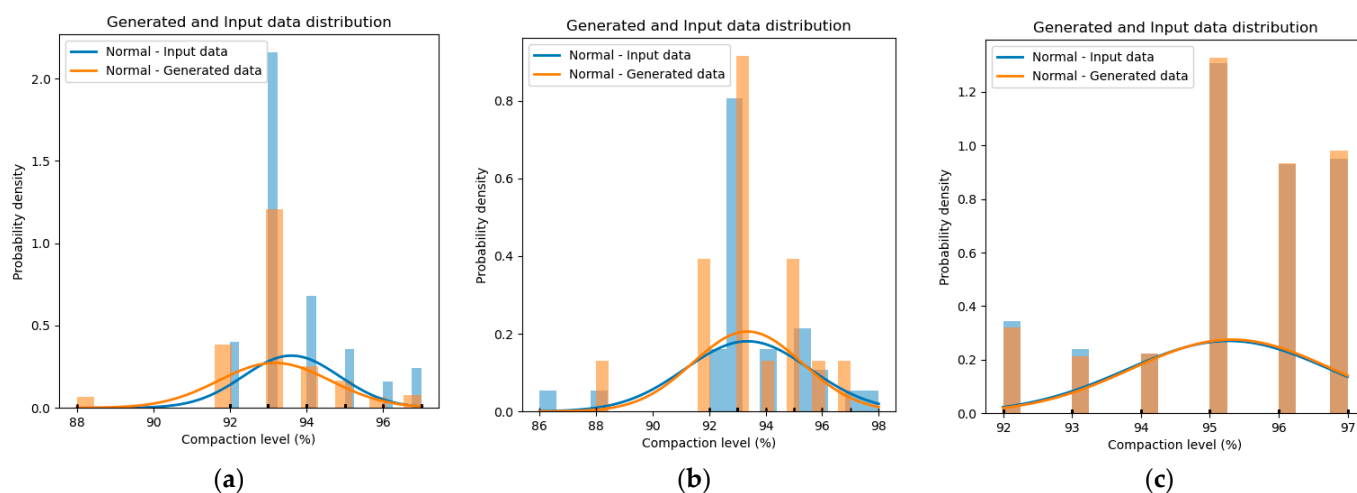 Generated and Input data distribution
Normal - Input data
Normal - Generated data
Probability density
2.0
1.5
1.0
0.5
0.0
88
90
92
94
96
Compaction level (%)
(a)
Generated and Input data distribution
Normal - Input data
Normal - Generated data
Probability density
0.8
0.6
0.4
0.2
0.0
86
88
90
92
94
96
98
Compaction level (%)
(b)
Generated and Input data distribution
Normal - Input data
Normal - Generated data
Probability density
1.2
1.0
0.8
0.6
0.4
0.2
0.0
92
93
94
95
96
97
Compaction level (%)
(c)